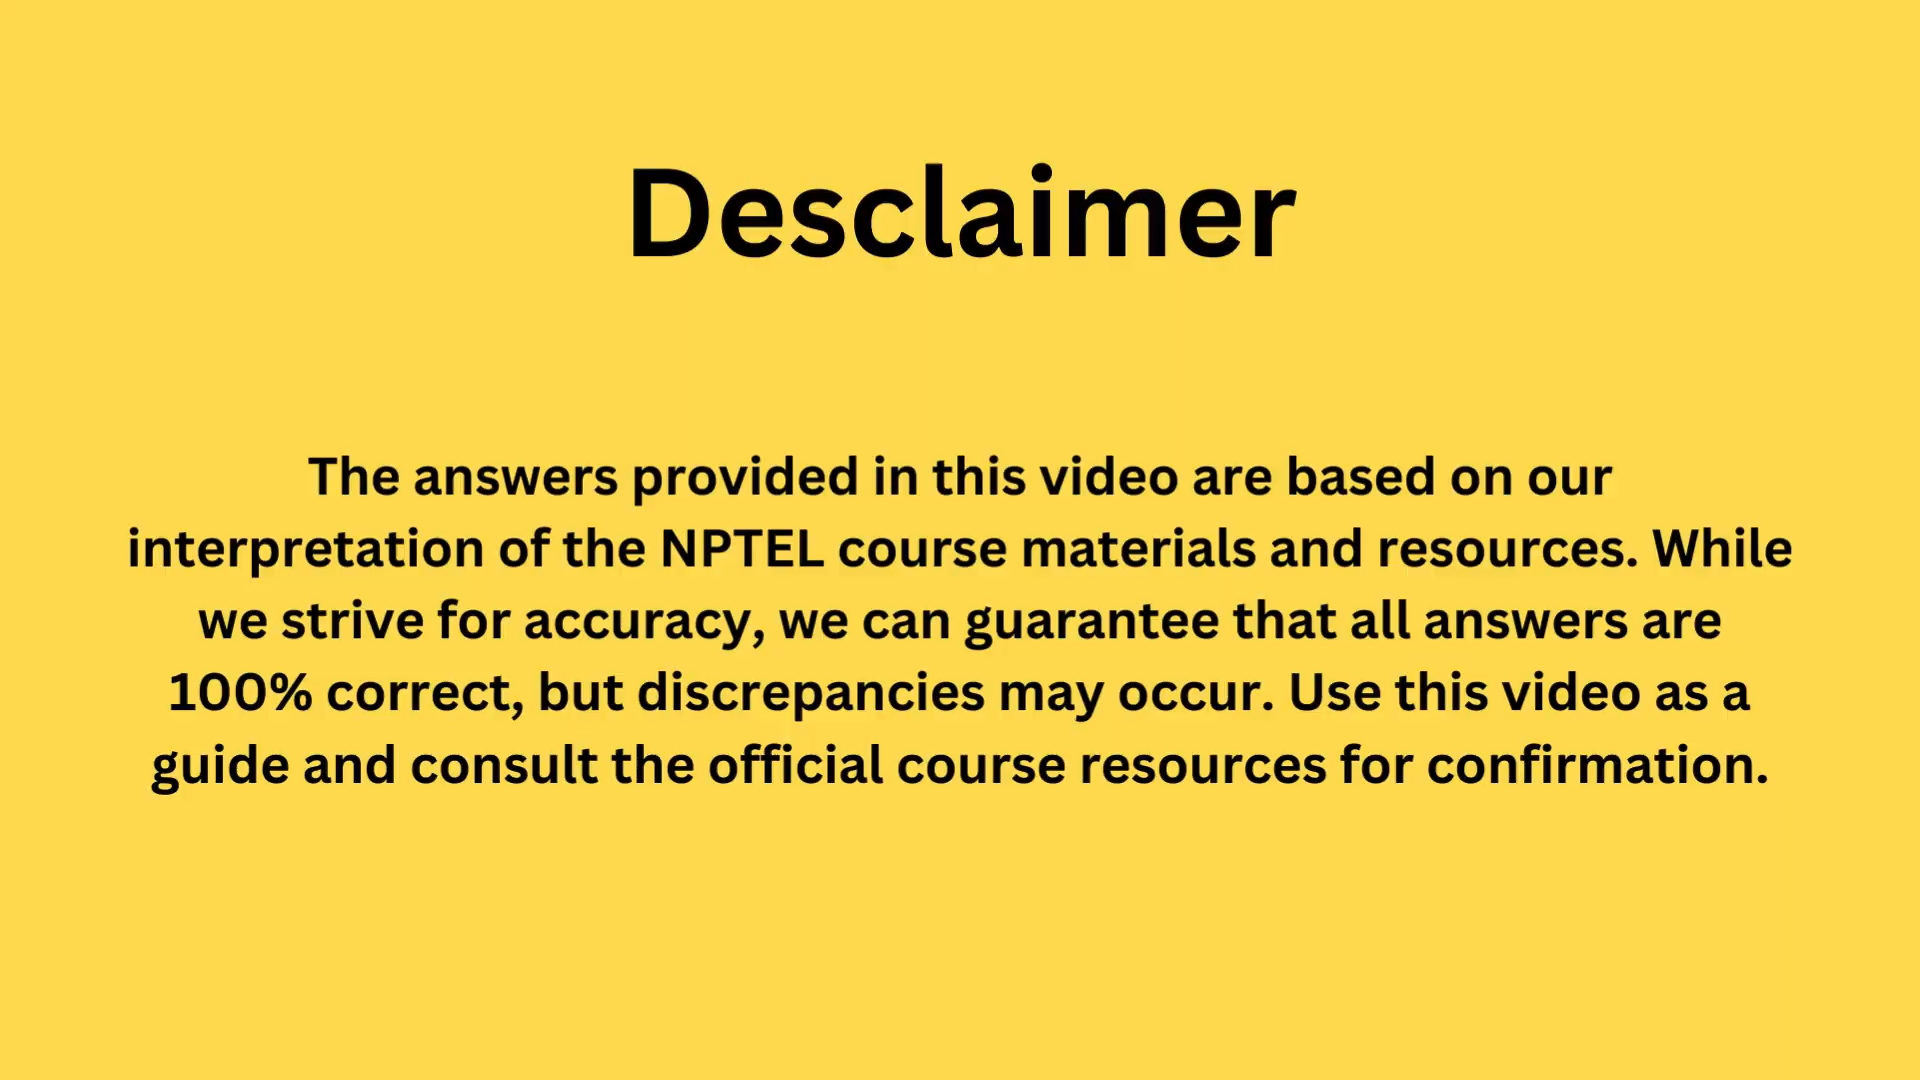 Desclaimer
The answers provided in this video are based on our
interpretation of the NPTEL course materials and resources. While
we strive for accuracy, we can guarantee that all answers are
100% correct, but discrepancies may occur. Use this video as a
guide and consult the official course resources for confirmation.